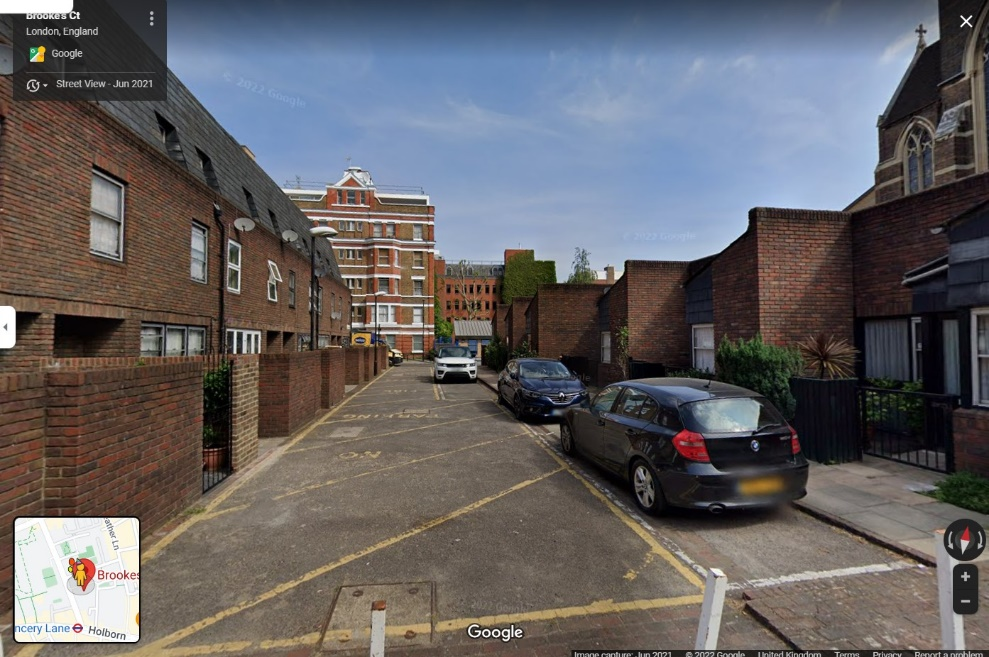 Brooke's Ct
London, England
Google
Street View - Jun 2021
© 2022 Google
© 2022 Google
Brookes
ncery Lane
Holborn
Google
Image capture: Jun 2021 © 2022 Google United Kingdom Terms Privacy Report a problem